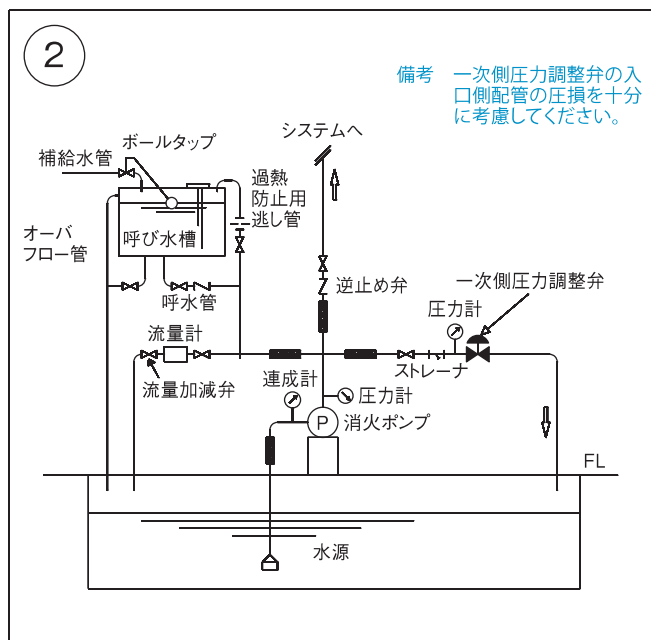 2
備考 一次側圧力調整弁の入
口側配管の圧損を十分
に考慮してください。
システムへ
ボールタップ
補給水管
過熱
防止用
逃し管
オーバ
フロー管
呼び水槽
呼水管
逆止め弁
一次側圧力調整弁
圧力計
流量計
ストレーナ
流量加減弁
連成計
圧力計
P
消火ポンプ
FL
水源